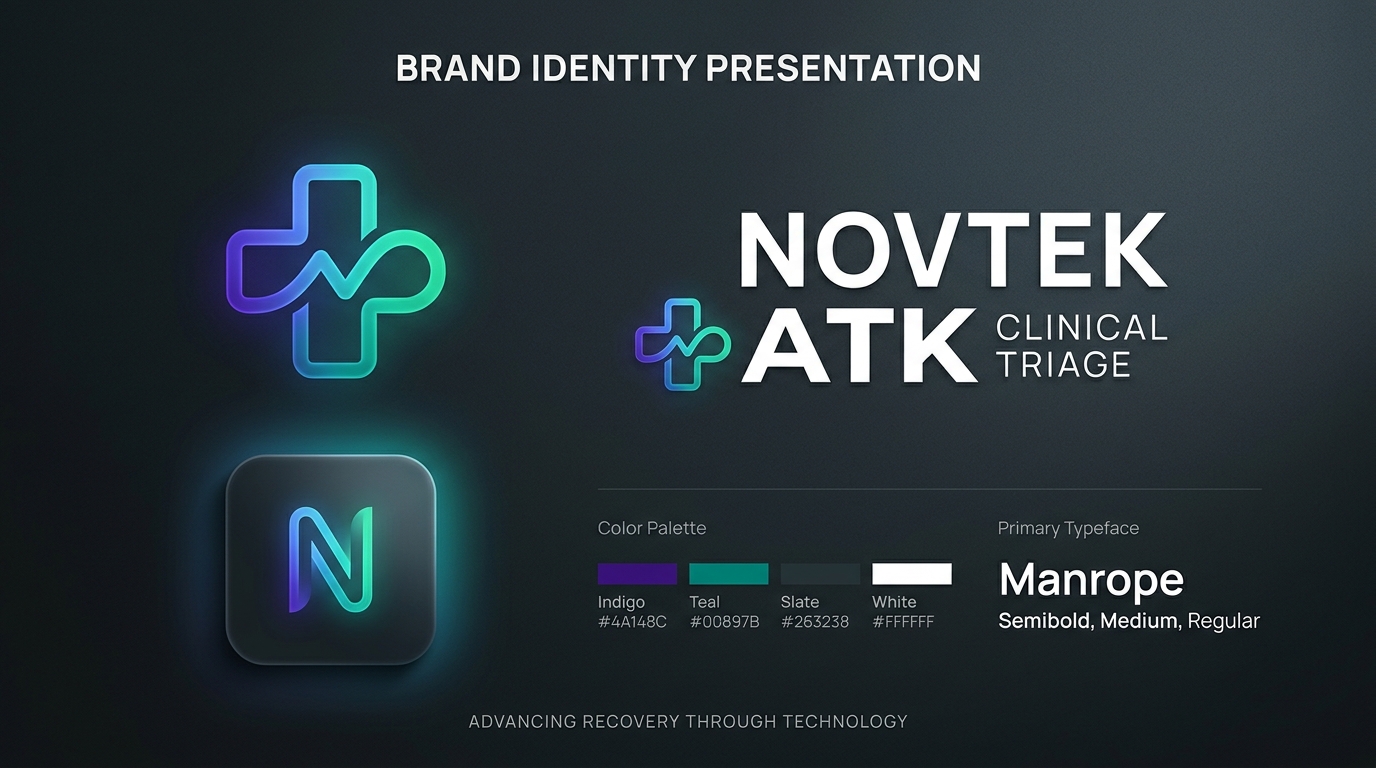 BRAND IDENTITY PRESENTATION
NOVTEK
ATK
CLINICAL
TRIAGE
N
Color Palette
Indigo
#4A148C
Teal
#00897B
Slate
#263238
White
#FFFFFF
Primary Typeface
Manrope
Semibold, Medium, Regular
ADVANCING RECOVERY THROUGH TECHNOLOGY